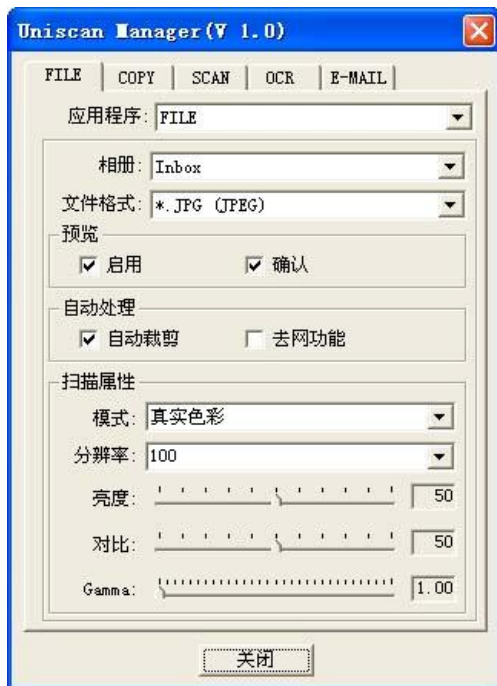 Uniscan Manager(V 1.0)
FILE COPY SCAN OCR E-MAIL
应用程序: FILE
相册: Inbox
文件格式: *.JPG (JPEG)
预览
启用 确认
自动处理
自动裁剪 去网功能
扫描属性
模式: 真实色彩
分辨率: 100
亮度: 50
对比: 50
Gamma: 1.00
关闭